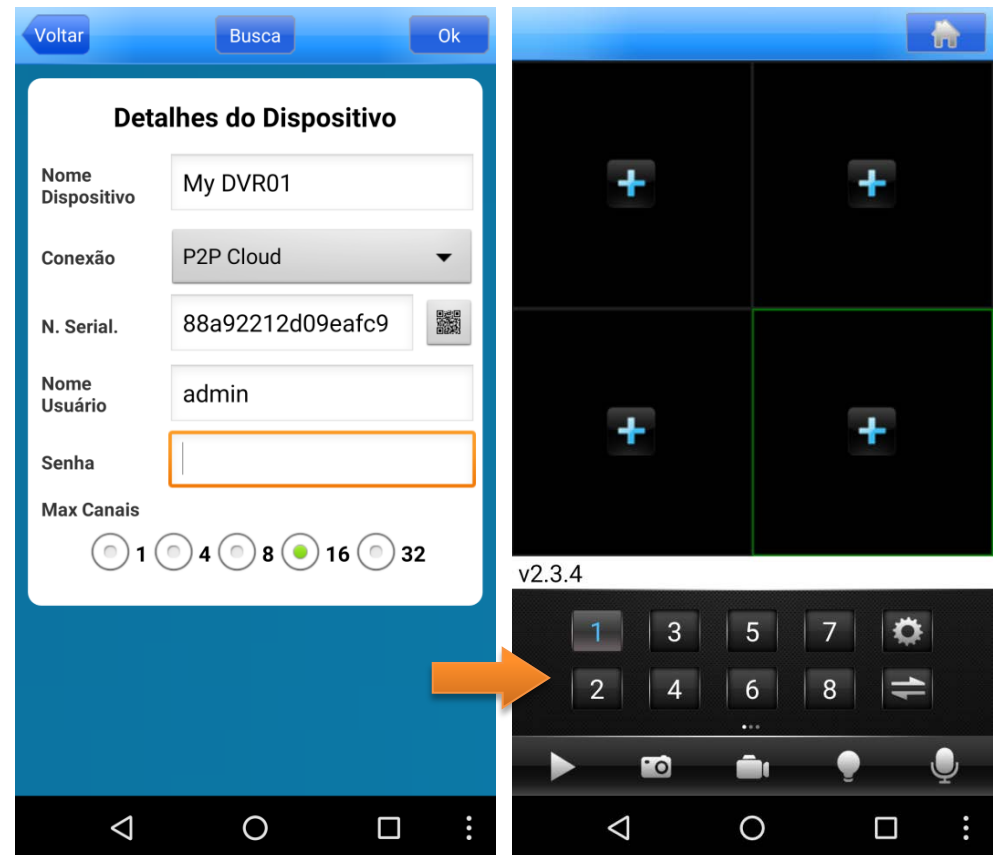 Voltar Busca Ok
Detalhes do Dispositivo
Nome
Dispositivo
My DVR01
Conexão
P2P Cloud
N. Serial.
88a92212d09eafc9
Nome
Usuário
admin
Senha
Max Canais
1 4 8 16 32
v2.3.4
1 3 5 7
2 4 6 8